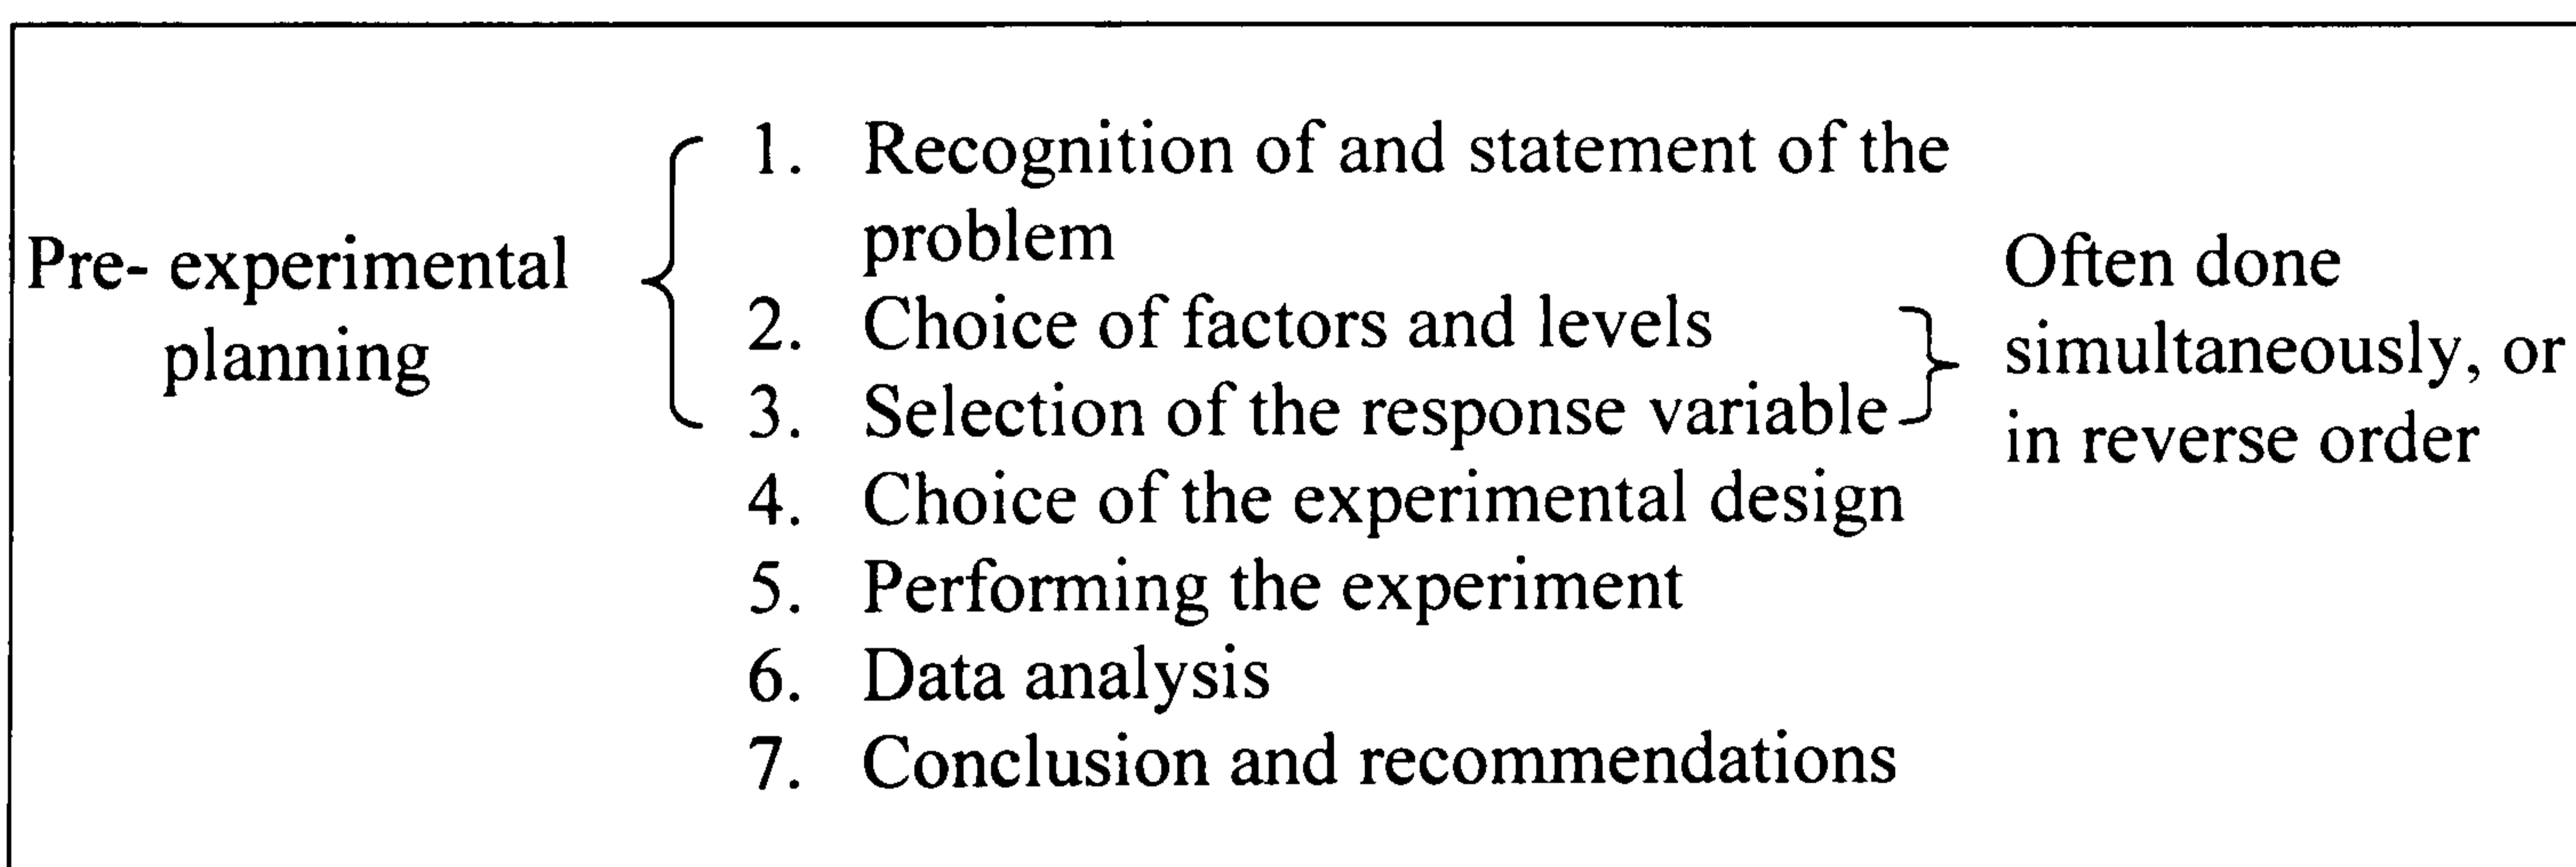 Pre- experimental
planning
1. Recognition of and statement of the
problem
2. Choice of factors and levels
3. Selection of the response variable
4. Choice of the experimental design
5. Performing the experiment
6. Data analysis
7. Conclusion and recommendations
Often done
simultaneously, or
in reverse order